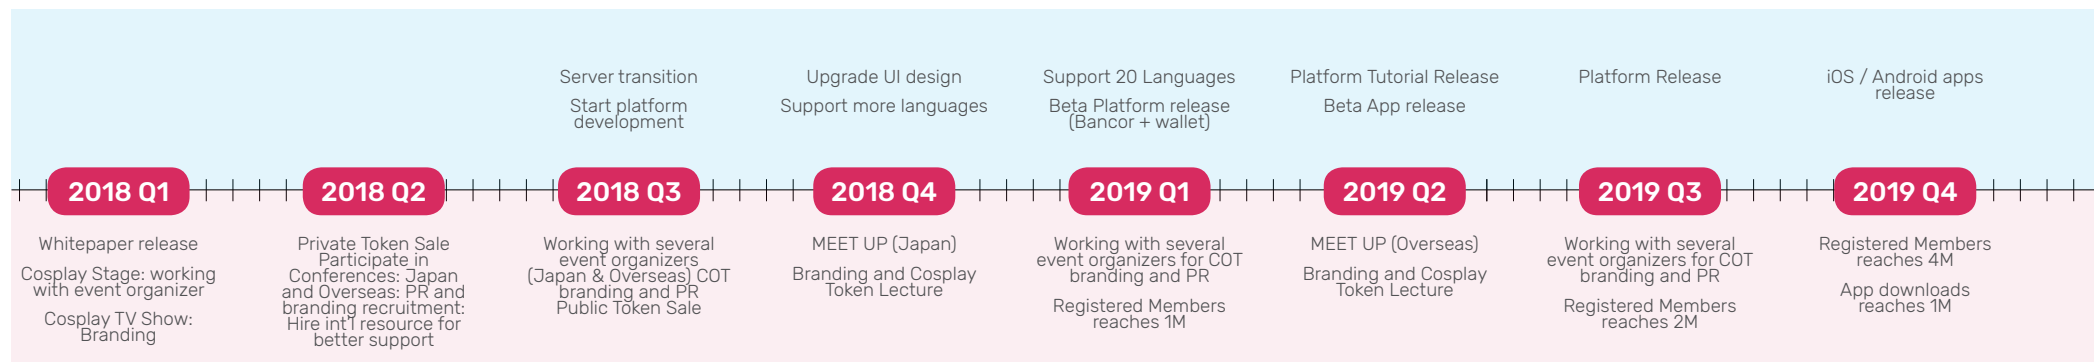 Server transition
Start platform
development
Upgrade UI design
Support more languages
Support 20 Languages
Beta Platform release
(Bancor + wallet)
Platform Tutorial Release
Beta App release
Platform Release
iOS / Android apps
release
2018 Q1
2018 Q2
2018 Q3
2018 Q4
2019 Q1
2019 Q2
2019 Q3
2019 Q4
Whitepaper release
Cosplay Stage: working
with event organizer
Cosplay TV Show:
Branding
Private Token Sale
Participate in
Conferences: Japan
and Overseas: PR and
branding recruitment:
Hire int'l resource for
better support
Working with several
event organizers
(Japan & Overseas) COT
branding and PR
Public Token Sale
MEET UP (Japan)
Branding and Cosplay
Token Lecture
Working with several
event organizers for COT
branding and PR
Registered Members
reaches 1M
MEET UP (Overseas)
Branding and Cosplay
Token Lecture
Working with several
event organizers for COT
branding and PR
Registered Members
reaches 2M
Registered Members
reaches 4M
App downloads
reaches 1M